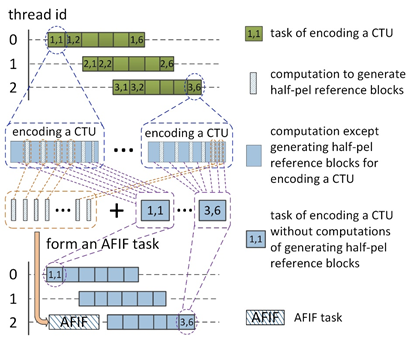 thread id
0 1,1 1,2 1,6
1 2,1 2,2 2,6
2 3,1 3,2 3,6
encoding a CTU ... encoding a CTU
... + 1,1 ... 3,6
form an AFIF task
0 1,1
1
2 AFIF 3,6
1,1 task of encoding a CTU
computation to generate
half-pel reference blocks
computation except
generating half-pel
reference blocks for
encoding a CTU
task of encoding a CTU
1,1 without computations
of generating half-pel
reference blocks
AFIF AFIF task